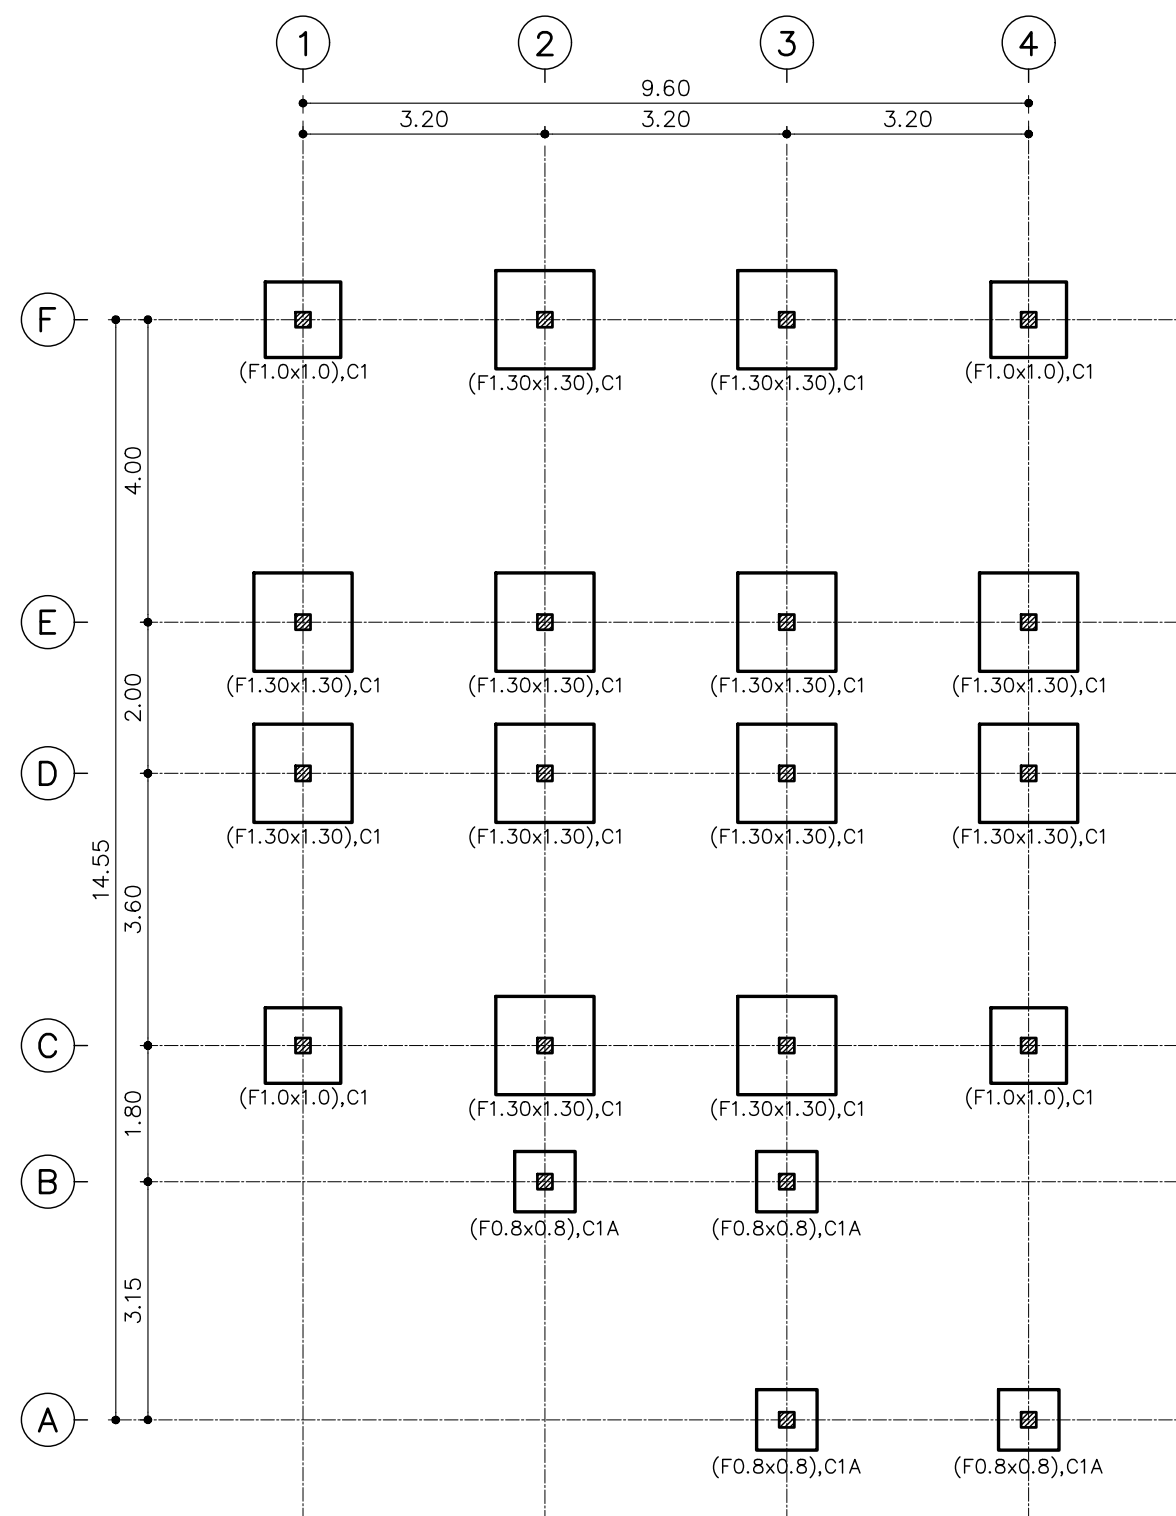 1 2 3 4
9.60
3.20 3.20 3.20
F
(F1.0x1.0),C1 (F1.30x1.30),C1 (F1.30x1.30),C1 (F1.0x1.0),C1
4.00
E
(F1.30x1.30),C1 (F1.30x1.30),C1 (F1.30x1.30),C1 (F1.30x1.30),C1
2.00
D
(F1.30x1.30),C1 (F1.30x1.30),C1 (F1.30x1.30),C1 (F1.30x1.30),C1
14.55
3.60
C
(F1.0x1.0),C1 (F1.30x1.30),C1 (F1.30x1.30),C1 (F1.0x1.0),C1
1.80
B
(F0.8x0.8),C1A (F0.8x0.8),C1A
3.15
A
(F0.8x0.8),C1A (F0.8x0.8),C1A